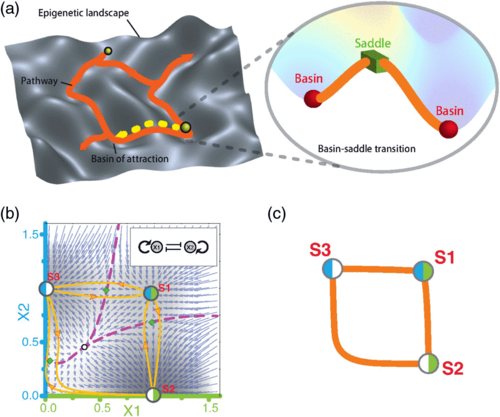 (a)
Epigenetic landscape
Pathway
Basin of attraction
Saddle
Basin
Basin
Basin-saddle transition
(b)
1.5
1.0
0.5
0.0
X2
S3
S1
S2
X1 X2
0.0 0.5 1.0 1.5
X1
(c)
S3
S1
S2